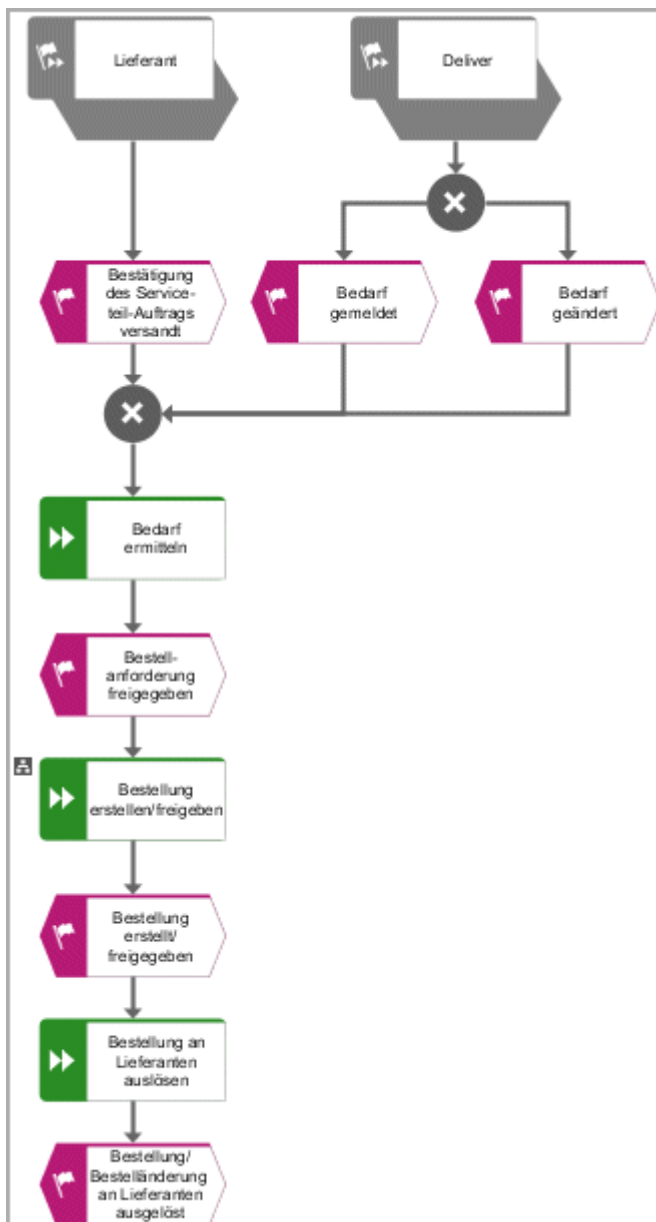 Lieferant
Deliver
Bestätigung
des Service-
teil-Auftrags
versandt
Bedarf
gemeldet
Bedarf
geändert
Bedarf
ermitteln
Bestell-
anforderung
freigegeben
Bestellung
erstellen/freigeben
Bestellung
erstellt/
freigegeben
Bestellung an
Lieferanten
auslösen
Bestellung/
Bestelländerung
an Lieferanten
ausgelöst